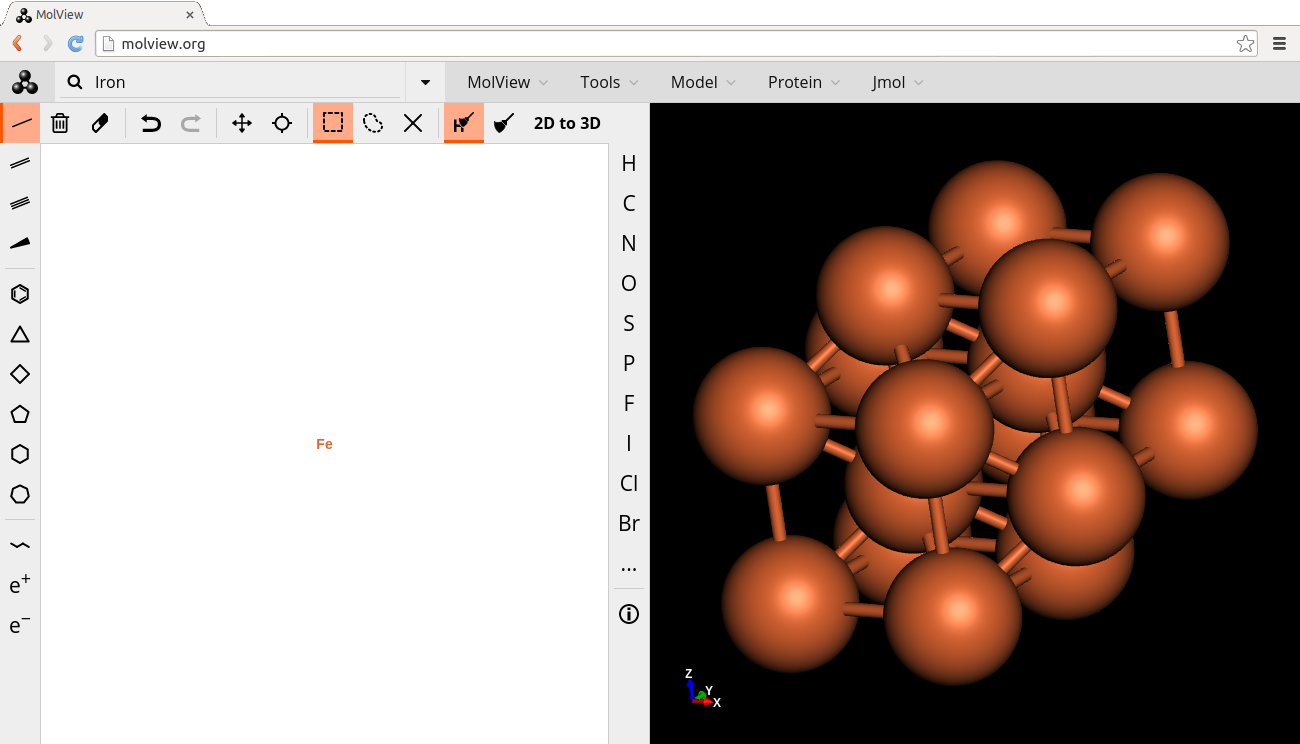 MolView
molview.org
Iron
MolView Tools Model Protein Jmol
H 2D to 3D
H
C
N
O
S
P
F
I
Cl
Br
...
Fe
e+
e−
Z
Y
X